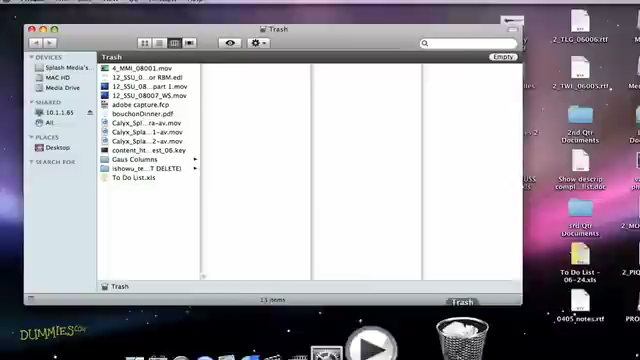 Trash
Trash
Empty
DEVICES
Splash Media's...
MAC HD
Media Drive
SHARED
10.1.1.65
All...
PLACES
Desktop
SEARCH FOR
4_MMI_08001.mov
12_SSU_0...or RBM.edl
12_SSU_08... part 1.mov
12_SSU_08007_WS.mov
adobe capture.fcp
bouchonDinner.pdf
Calyx_Spl...ra-av.mov
Calyx_Spla...1-av.mov
Calyx_Spla...2-av.mov
content_ht...est_06.key
Gaus Columns
ishowu_te...T DELETE)
To Do List.xls
Trash
13 items
Trash
2_TLG_06006.rtf
2_TWI_06005.rtf
2nd Qtr
Documents
Show descrip
compl...list.doc
3rd Qtr
Documents
To Do List -
06-24.xls
0405_notes.rtf
DUMMIES.COM